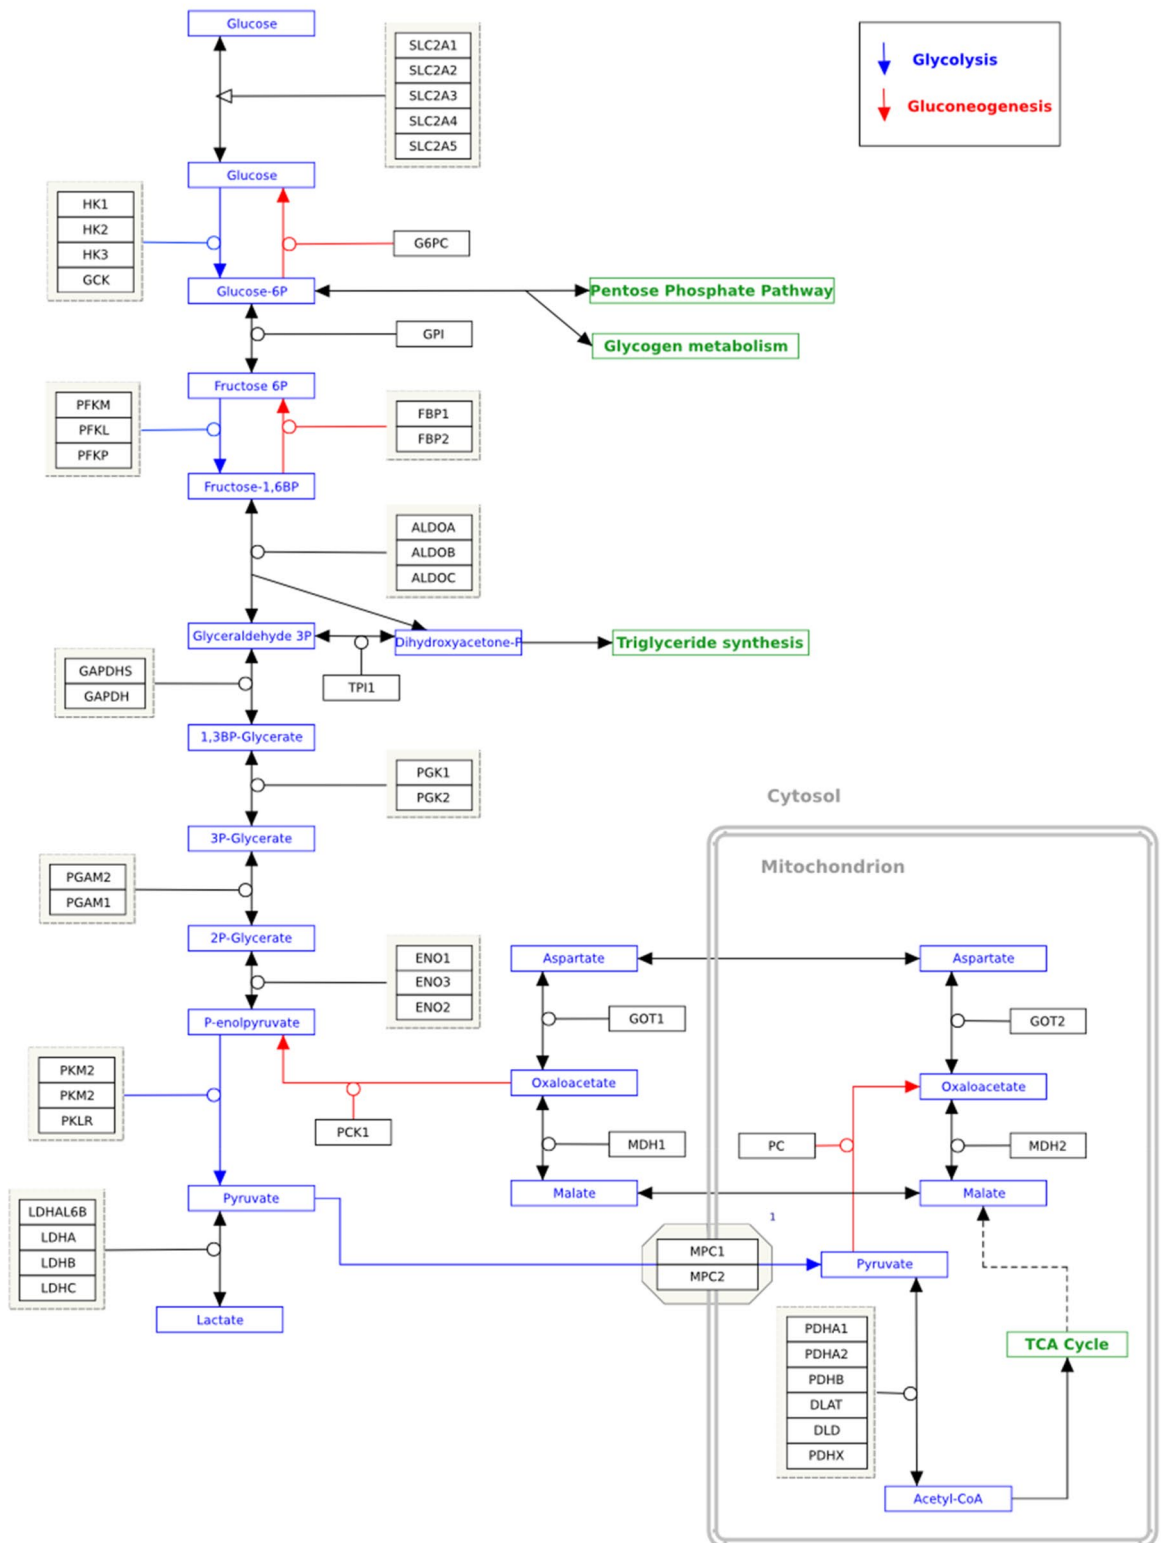 Glucose
SLC2A1
SLC2A2
SLC2A3
SLC2A4
SLC2A5
Glycolysis
Gluconeogenesis
Glucose
HK1
HK2
HK3
GCK
G6PC
Glucose-6P
Pentose Phosphate Pathway
GPI
Glycogen metabolism
Fructose 6P
PFKM
PFKL
PFKP
FBP1
FBP2
Fructose-1,6BP
ALDOA
ALDOB
ALDOC
Glyceraldehyde 3P
Dihydroxyacetone-P
Triglyceride synthesis
GAPDHS
GAPDH
TPI1
1,3BP-Glycerate
PGK1
PGK2
Cytosol
3P-Glycerate
Mitochondrion
PGAM2
PGAM1
2P-Glycerate
ENO1
ENO3
ENO2
Aspartate
Aspartate
P-enolpyruvate
GOT1
GOT2
PKM2
PKM2
PKLR
Oxaloacetate
Oxaloacetate
PCK1
MDH1
PC
MDH2
Pyruvate
Malate
Malate
LDHAL6B
LDHA
LDHB
LDHC
1
MPC1
MPC2
Pyruvate
Lactate
PDHA1
PDHA2
PDHB
DLAT
DLD
PDHX
TCA Cycle
Acetyl-CoA